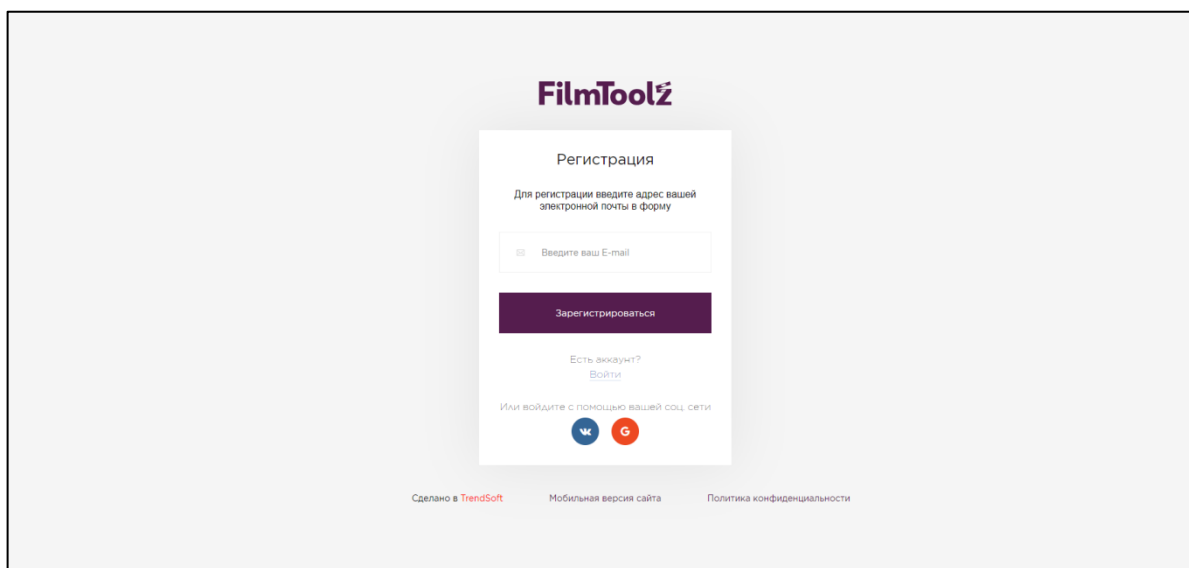 FilmToolz
Регистрация
Для регистрации введите адрес вашей
электронной почты в форму
Введите ваш E-mail
Зарегистрироваться
Есть аккаунт?
Войти
Или войдите с помощью вашей соц. сети
G
Сделано в TrendSoft
Мобильная версия сайта
Политика конфиденциальности